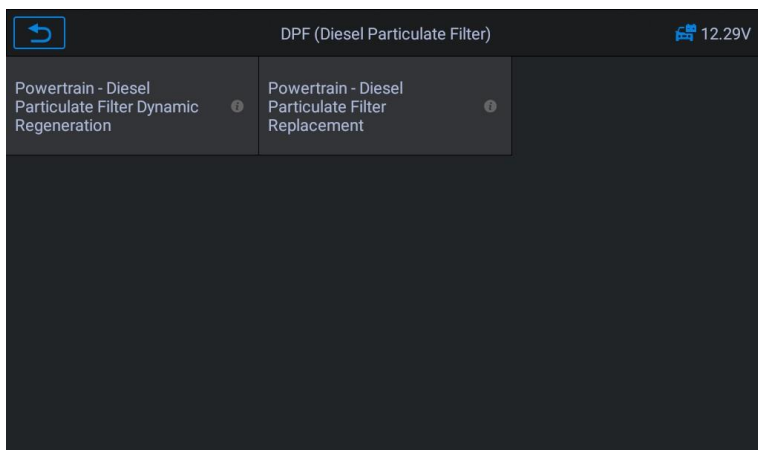 DPF (Diesel Particulate Filter)
12.29V
Powertrain - Diesel
Particulate Filter Dynamic
Regeneration
Powertrain - Diesel
Particulate Filter
Replacement